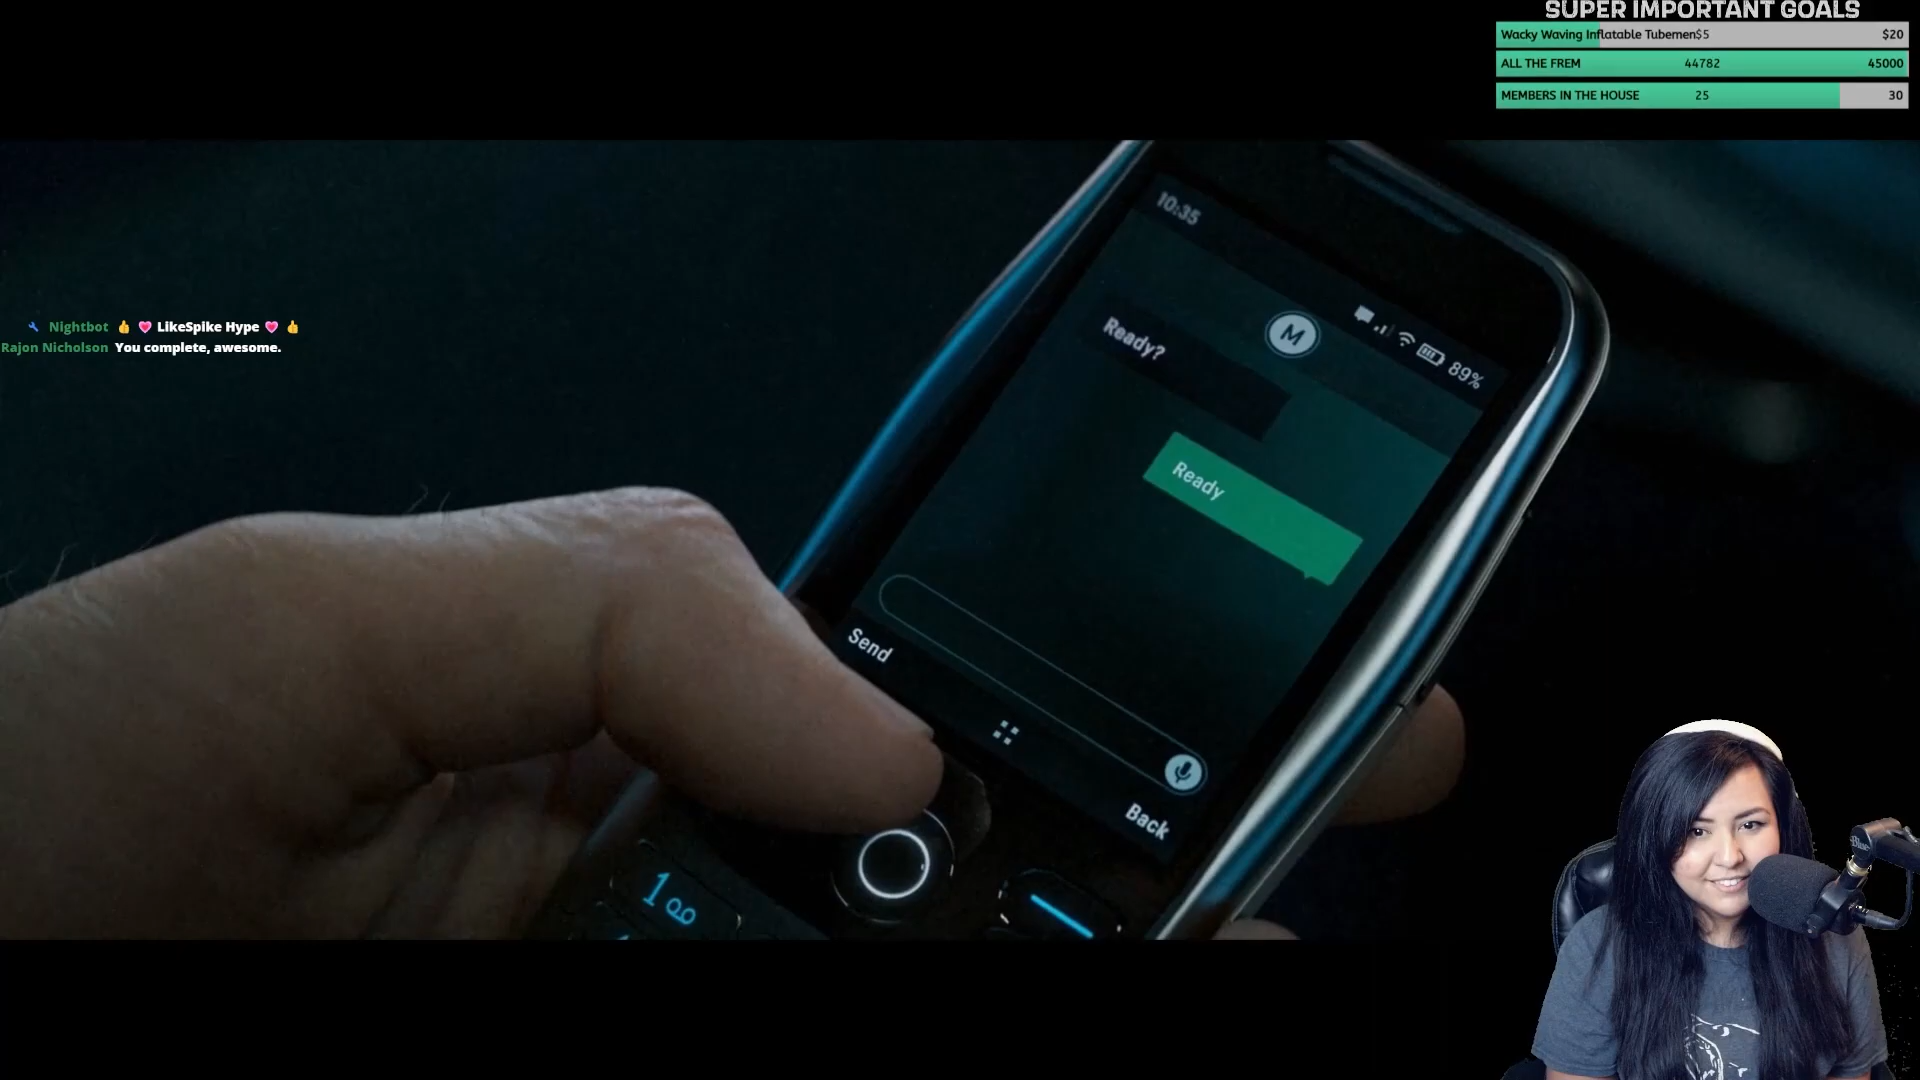 SUPER IMPORTANT GOALS
Wacky Waving Inflatable Tubemen $5 $20
ALL THE FREM 44782 45000
MEMBERS IN THE HOUSE 25 30
Nightbot 👍 💗 LikeSpike Hype 💗 👍
Rajon Nicholson You complete, awesome.
10:35
89%
M
Ready?
Ready
Send
Back
1
Blue